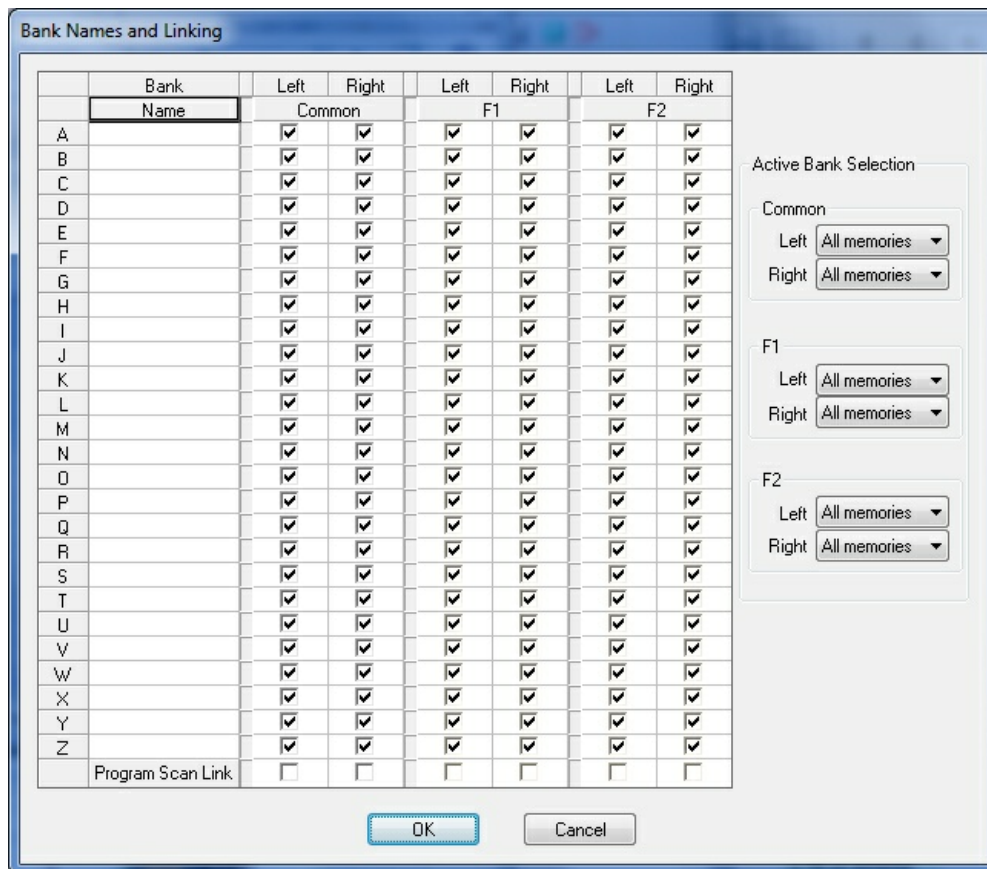 Bank Names and Linking
Bank Left Right Left Right Left Right
Name Common F1 F2
A
B
C
D
E
F
G
H
I
J
K
L
M
N
O
P
Q
R
S
T
U
V
W
X
Y
Z
Program Scan Link
Active Bank Selection
Common
Left All memories
Right All memories
F1
Left All memories
Right All memories
F2
Left All memories
Right All memories
OK Cancel